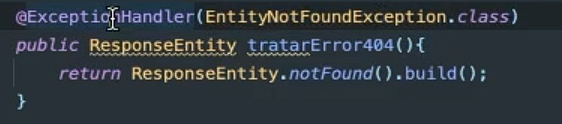 @ExceptionHandler(EntityNotFoundException.class)
public ResponseEntity tratarError404(){
return ResponseEntity.notFound().build();
}